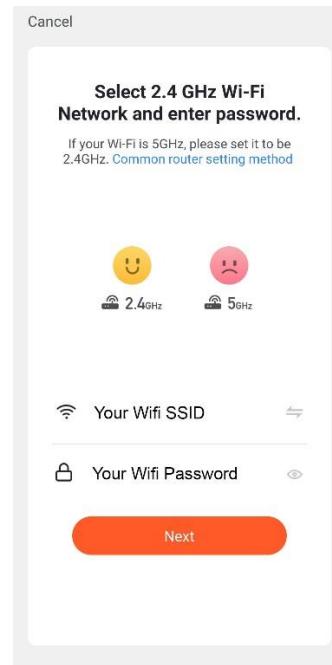 Cancel
Select 2.4 GHz Wi-Fi
Network and enter password.
If your Wi-Fi is 5GHz, please set it to be
2.4GHz. Common router setting method
2.4GHz 5GHz
Your Wifi SSID
Your Wifi Password
Next